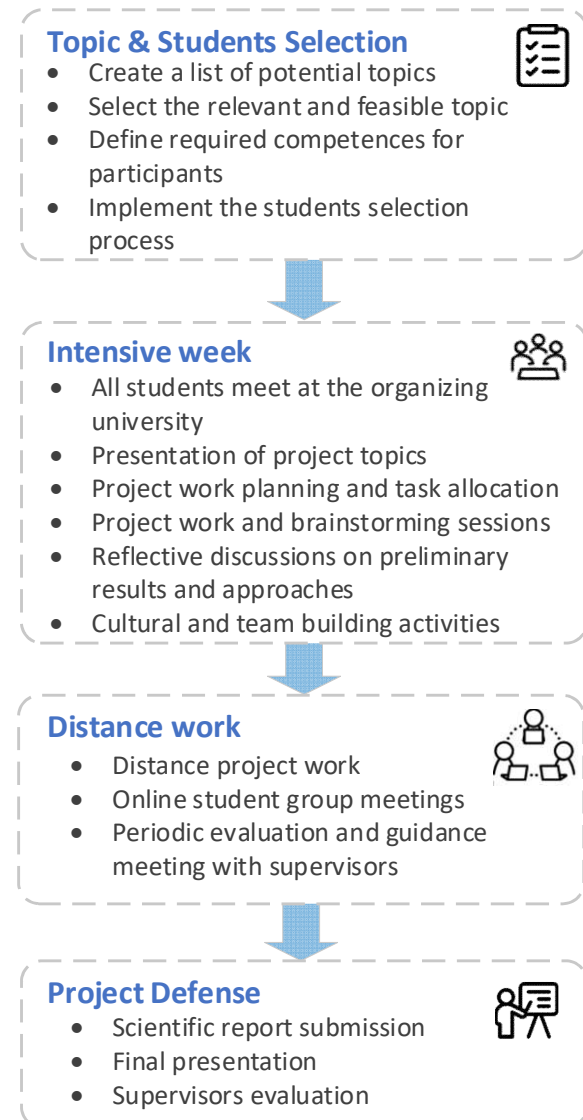 Topic & Students Selection
• Create a list of potential topics
• Select the relevant and feasible topic
• Define required competences for
participants
• Implement the students selection
process
Intensive week
• All students meet at the organizing
university
• Presentation of project topics
• Project work planning and task allocation
• Project work and brainstorming sessions
• Reflective discussions on preliminary
results and approaches
• Cultural and team building activities
Distance work
• Distance project work
• Online student group meetings
• Periodic evaluation and guidance
meeting with supervisors
Project Defense
• Scientific report submission
• Final presentation
• Supervisors evaluation